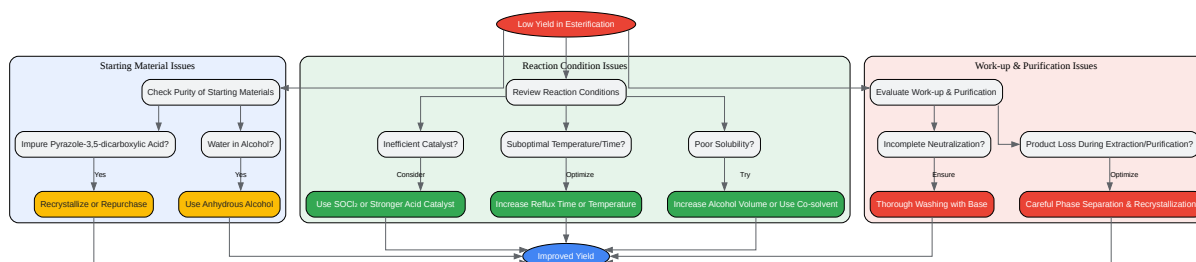 Low Yield in Esterification
Starting Material Issues
Reaction Condition Issues
Work-up & Purification Issues
Check Purity of Starting Materials
Review Reaction Conditions
Evaluate Work-up & Purification
Impure Pyrazole-3,5-dicarboxylic Acid?
Water in Alcohol?
Inefficient Catalyst?
Suboptimal Temperature/Time?
Poor Solubility?
Incomplete Neutralization?
Product Loss During Extraction/Purification?
Yes
Yes
Consider
Optimize
Try
Ensure
Optimize
Recrystallize or Repurchase
Use Anhydrous Alcohol
Use SOCl₂ or Stronger Acid Catalyst
Increase Reflux Time or Temperature
Increase Alcohol Volume or Use Co-solvent
Thorough Washing with Base
Careful Phase Separation & Recrystallization
Improved Yield